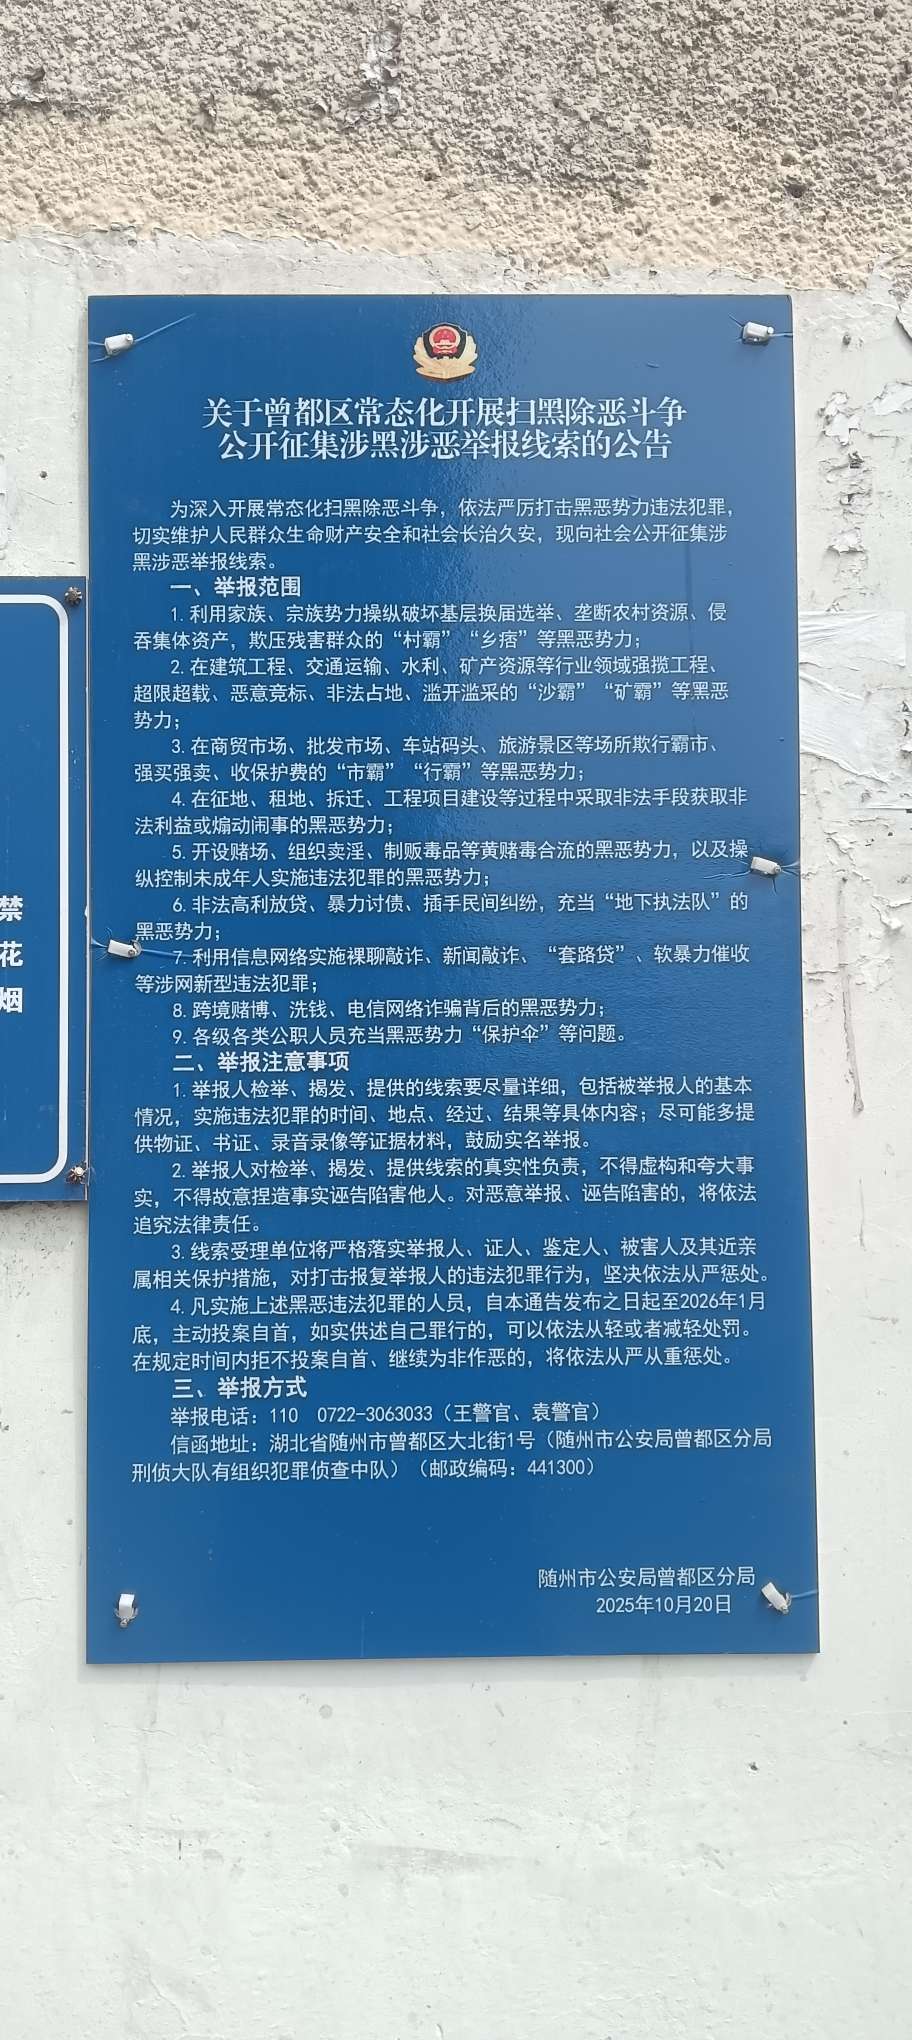 关于曾都区常态化开展扫黑除恶斗争
公开征集涉黑涉恶举报线索的公告
为深入开展常态化扫黑除恶斗争，依法严厉打击黑恶势力违法犯罪，
切实维护人民群众生命财产安全和社会长治久安，现向社会公开征集涉
黑涉恶举报线索。
一、举报范围
1.利用家族、宗族势力操纵破坏基层换届选举、垄断农村资源、侵
吞集体资产，欺压残害群众的“村霸”“乡痞”等黑恶势力；
2.在建筑工程、交通运输、水利、矿产资源等行业领域强揽工程、
超限超载、恶意竞标、非法占地、滥开滥采的“沙霸”“矿霸”等黑恶
势力；
3.在商贸市场、批发市场、车站码头、旅游景区等场所欺行霸市、
强买强卖、收保护费的“市霸”“行霸”等黑恶势力；
4.在征地、租地、拆迁、工程项目建设等过程中采取非法手段获取非
法利益或煽动闹事的黑恶势力；
5.开设赌场、组织卖淫、制贩毒品等黄赌毒合流的黑恶势力，以及操
纵控制未成年人实施违法犯罪的黑恶势力；
6.非法高利放贷、暴力讨债、插手民间纠纷，充当“地下执法队”的
黑恶势力；
7.利用信息网络实施裸聊敲诈、新闻敲诈、“套路贷”、软暴力催收
等涉网新型违法犯罪；
8.跨境赌博、洗钱、电信网络诈骗背后的黑恶势力；
9.各级各类公职人员充当黑恶势力“保护伞”等问题。
二、举报注意事项
1.举报人检举、揭发、提供的线索要尽量详细，包括被举报人的基本
情况，实施违法犯罪的时间、地点、经过、结果等具体内容；尽可能多提
供物证、书证、录音录像等证据材料，鼓励实名举报。
2.举报人对检举、揭发、提供线索的真实性负责，不得虚构和夸大事
实，不得故意捏造事实诬告陷害他人。对恶意举报、诬告陷害的，将依法
追究法律责任。
3.线索受理单位将严格落实举报人、证人、鉴定人、被害人及其近亲
属相关保护措施，对打击报复举报人的违法犯罪行为，坚决依法从严惩处。
4.凡实施上述黑恶违法犯罪的人员，自本通告发布之日起至2026年1月
底，主动投案自首，如实供述自己罪行的，可以依法从轻或者减轻处罚。
在规定时间内拒不投案自首、继续为非作恶的，将依法从严从重惩处。
三、举报方式
举报电话：110 0722-3063033（王警官、袁警官）
信函地址：湖北省随州市曾都区大北街1号（随州市公安局曾都区分局
刑侦大队有组织犯罪侦查中队）（邮政编码：441300）
随州市公安局曾都区分局
2025年10月20日
禁
花
烟